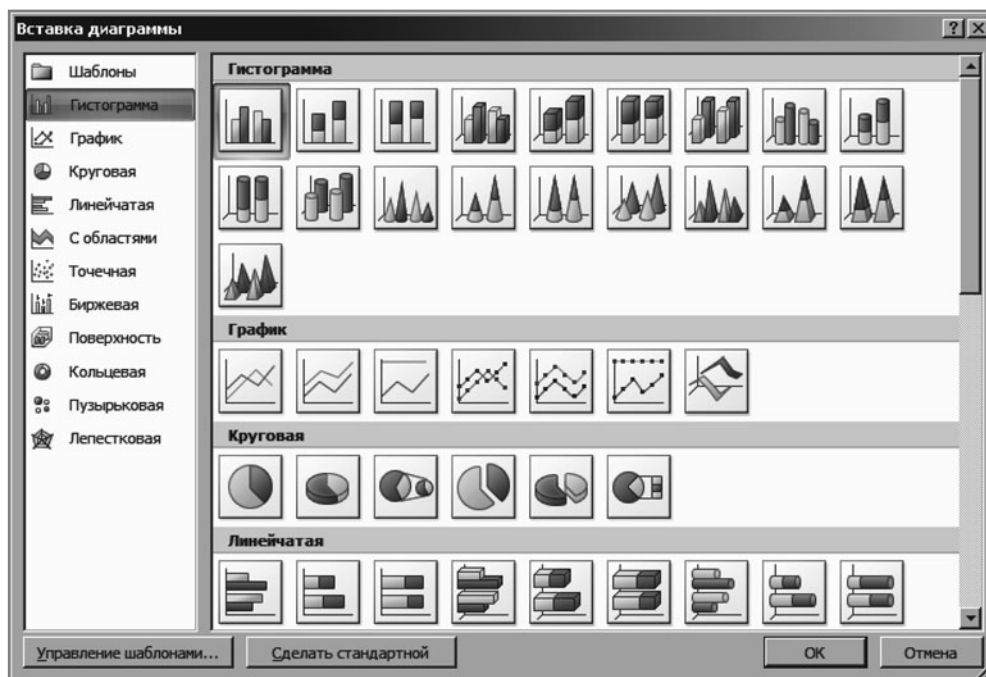 Вставка диаграммы
Шаблоны
Гистограмма
График
Круговая
Линейчатая
С областями
Точечная
Биржевая
Поверхность
Кольцевая
Пузырьковая
Лепестковая
Гистограмма
График
Круговая
Линейчатая
Управление шаблонами...
Сделать стандартной
ОК
Отмена